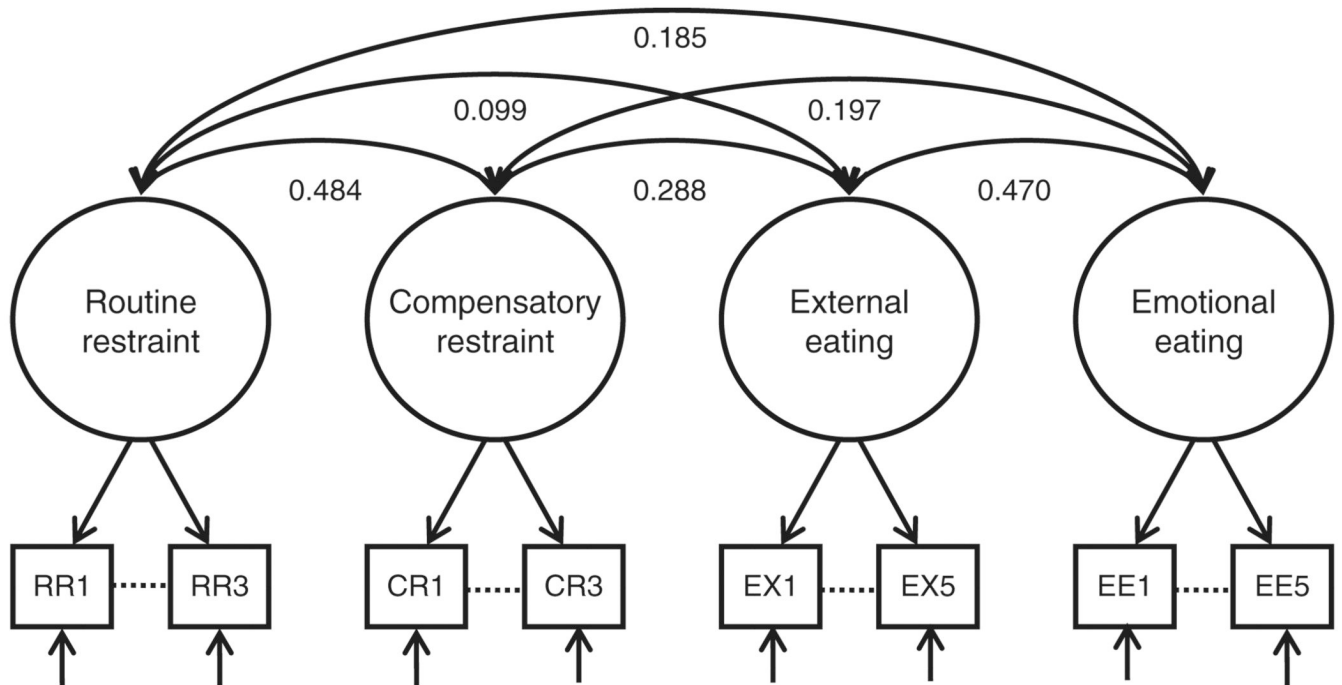 0.185
0.099
0.197
0.484
0.288
0.470
Routine
restraint
Compensatory
restraint
External
eating
Emotional
eating
RR1
RR3
CR1
CR3
EX1
EX5
EE1
EE5